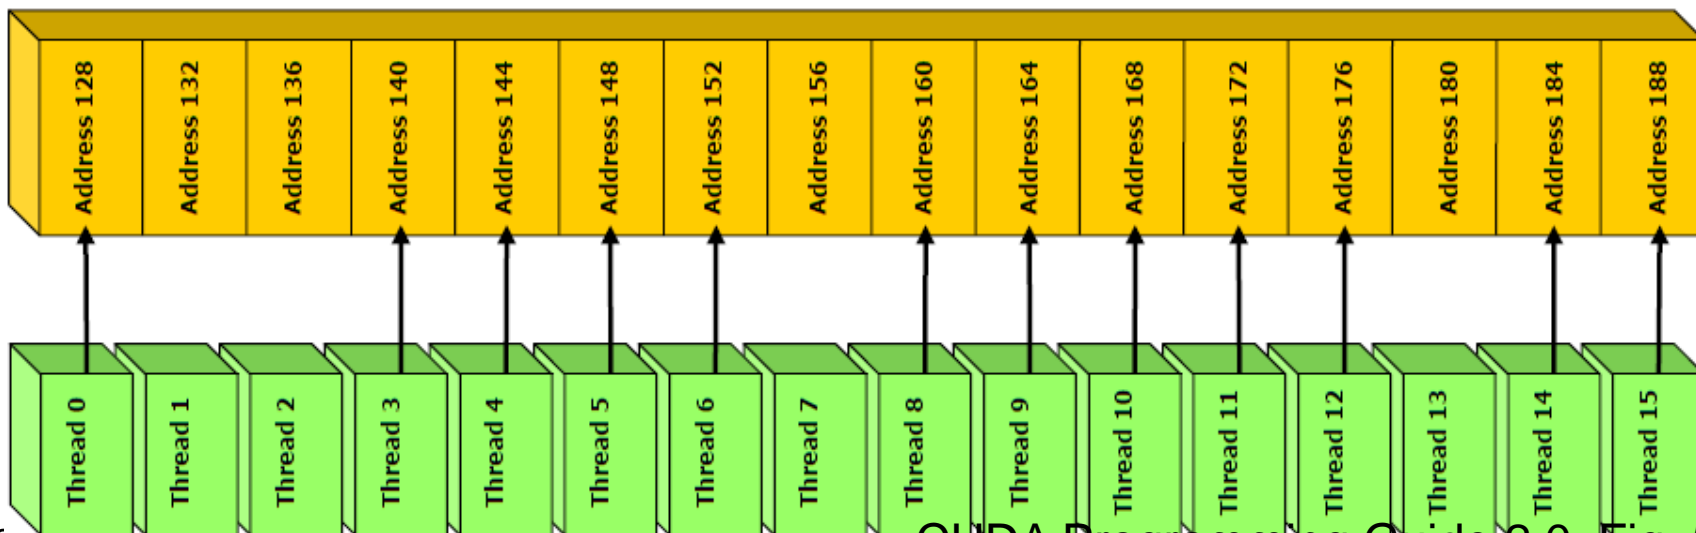 Address 128
Address 132
Address 136
Address 140
Address 144
Address 148
Address 152
Address 156
Address 160
Address 164
Address 168
Address 172
Address 176
Address 180
Address 184
Address 188
Thread 0
Thread 1
Thread 2
Thread 3
Thread 4
Thread 5
Thread 6
Thread 7
Thread 8
Thread 9
Thread 10
Thread 11
Thread 12
Thread 13
Thread 14
Thread 15
CUDA Programming Guide